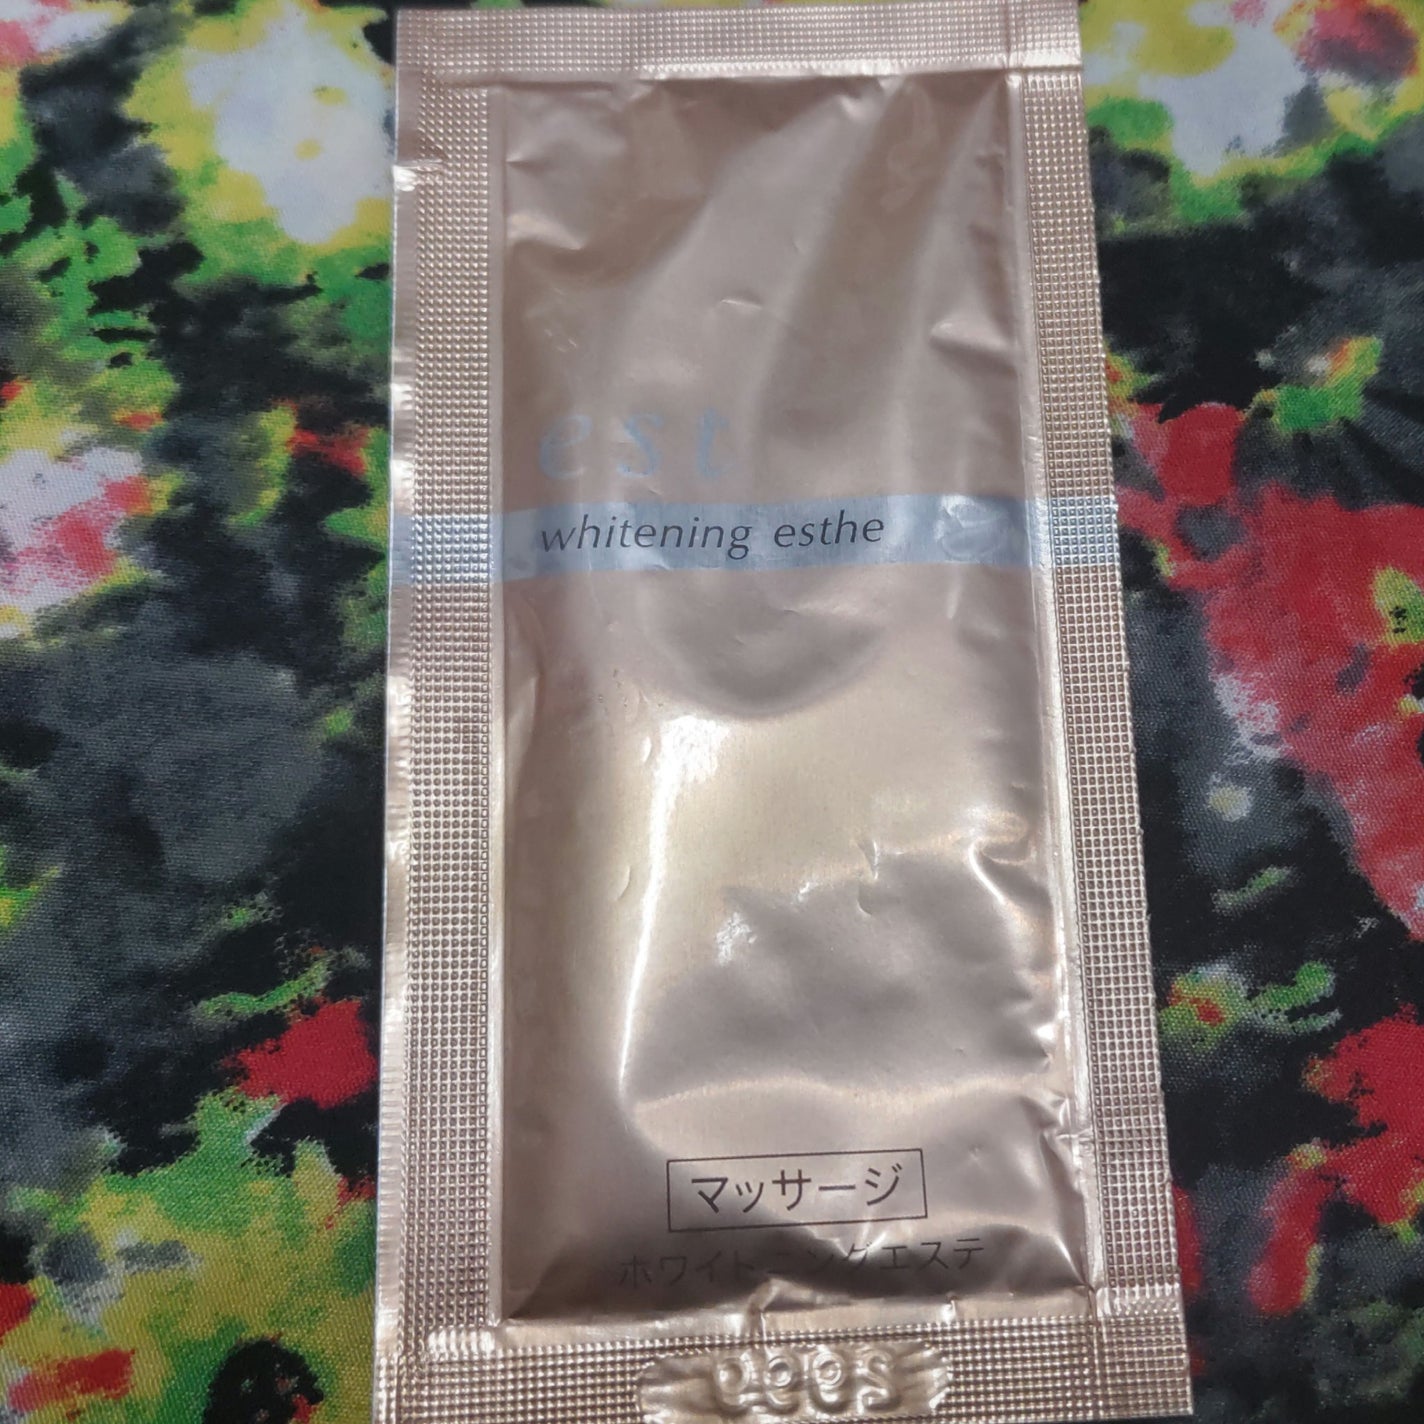 est
whitening esthe
マッサージ
ホワイトニングエステ